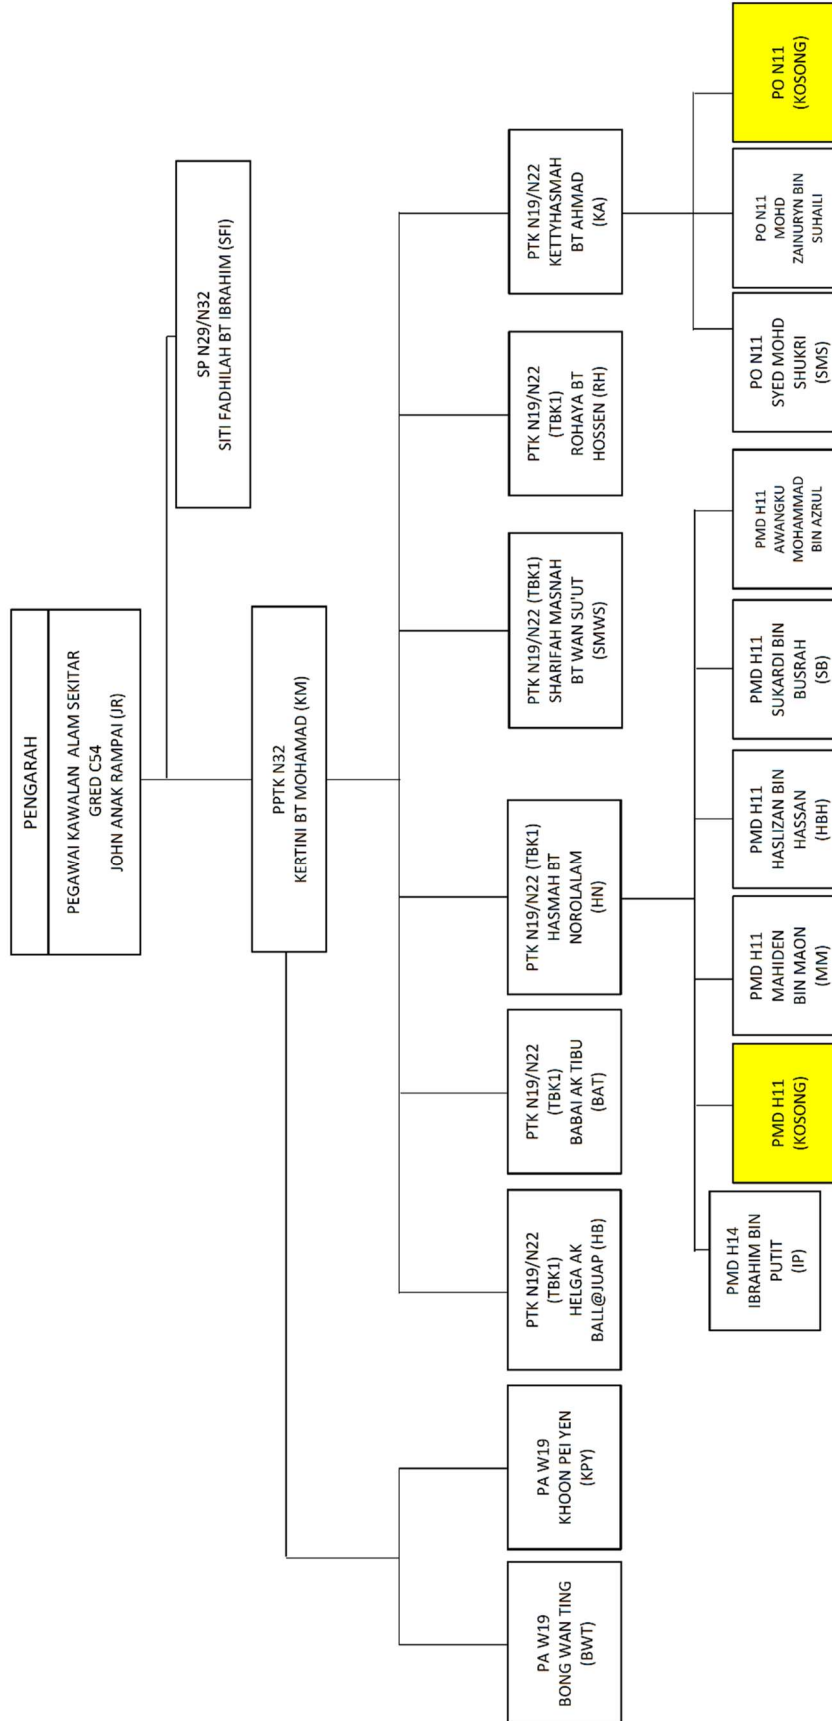 PENGARAH
PEGAWAI KAWALAN ALAM SEKITAR
GRED C54
JOHN ANAK RAMPAI (JR)
SP N29/N32
SITI FADHILAH BT IBRAHIM (SFI)
PPTK N32
KERTINI BT MOHAMAD (KM)
PA W19
BONG WAN TING
(BWT)
PA W19
KHOON PEI YEN
(KPY)
PTK N19/N22
(TBK1)
HELGA AK
BALL@JUAP (HB)
PTK N19/N22
(TBK1)
BABAI AK TIBU
(BAT)
PTK N19/N22 (TBK1)
HASMAH BT
NOROLALAM
(HN)
PTK N19/N22 (TBK1)
SHARIFAH MASNAH
BT WAN SU'UT
(SMWS)
PTK N19/N22
(TBK1)
ROHAYA BT
HOSSEN (RH)
PTK N19/N22
KETTYHASMAH
BT AHMAD
(KA)
PMD H14
IBRAHIM BIN
PUTIT
(IP)
PMD H11
(KOSONG)
PMD H11
MAHIDEN
BIN MAON
(MM)
PMD H11
HASLIZAN BIN
HASSAN
(HBH)
PMD H11
SUKARDI BIN
BUSRAH
(SB)
PMD H11
AWANGKU
MOHAMMAD
BIN AZRUL
PO N11
SYED MOHD
SHUKRI
(SMS)
PO N11
MOHD
ZAINURYN BIN
SUHAILI
PO N11
(KOSONG)